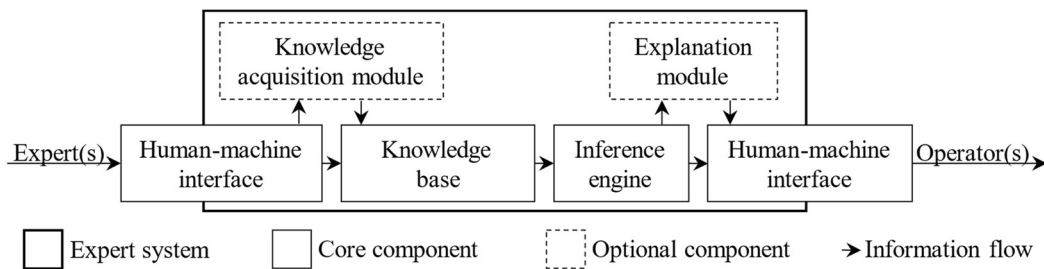 Knowledge
acquisition module
Explanation
module
Expert(s)
Human-machine
interface
Knowledge
base
Inference
engine
Human-machine
interface
Operator(s)
Expert system
Core component
Optional component
Information flow